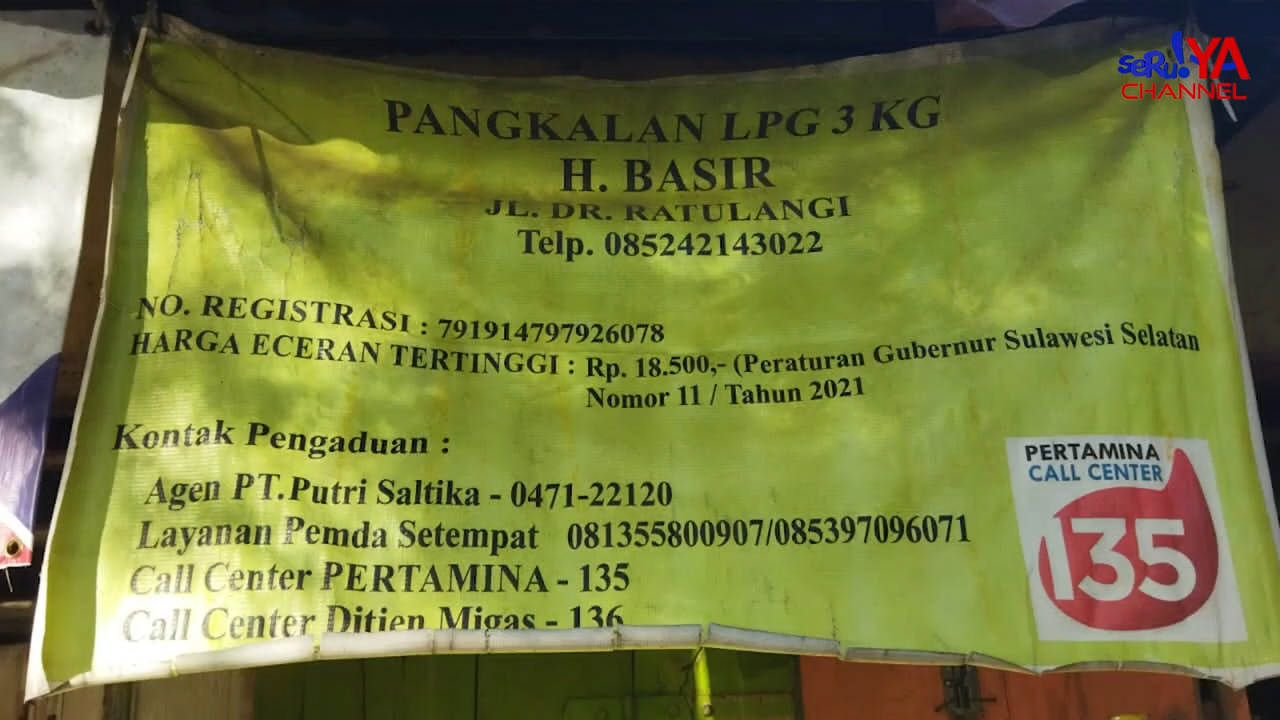 seRu!YA
CHANNEL
PANGKALAN LPG 3 KG
H. BASIR
JL. DR. RATULANGI
Telp. 085242143022
NO. REGISTRASI : 791914797926078
HARGA ECERAN TERTINGGI : Rp. 18.500,- (Peraturan Gubernur Sulawesi Selatan
Nomor 11 / Tahun 2021
Kontak Pengaduan :
Agen PT.Putri Saltika - 0471-22120
Layanan Pemda Setempat 081355800907/085397096071
Call Center PERTAMINA - 135
Call Center Ditjen Migas - 136
PERTAMINA
CALL CENTER
135